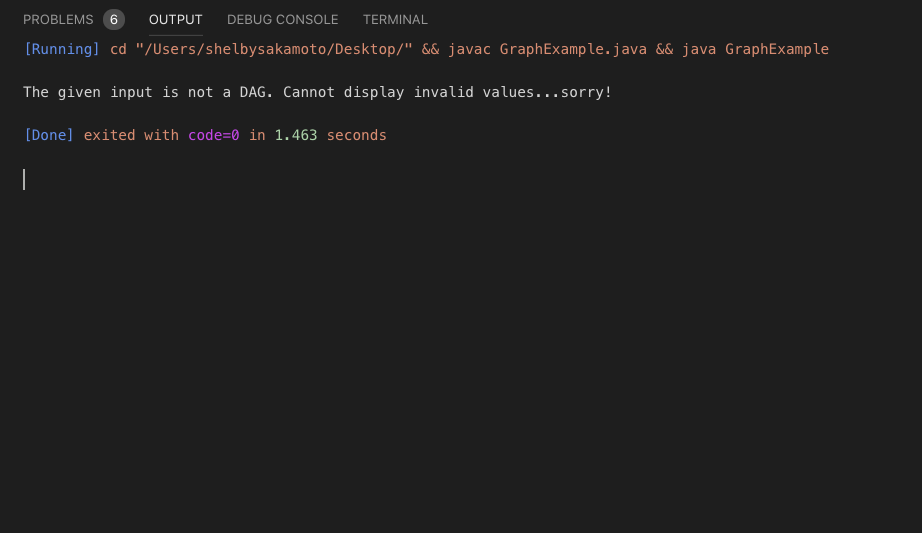 PROBLEMS 6 OUTPUT DEBUG CONSOLE TERMINAL
[Running] cd "/Users/shelbysakamoto/Desktop/" && javac GraphExample.java && java GraphExample
The given input is not a DAG. Cannot display invalid values...sorry!
[Done] exited with code=0 in 1.463 seconds